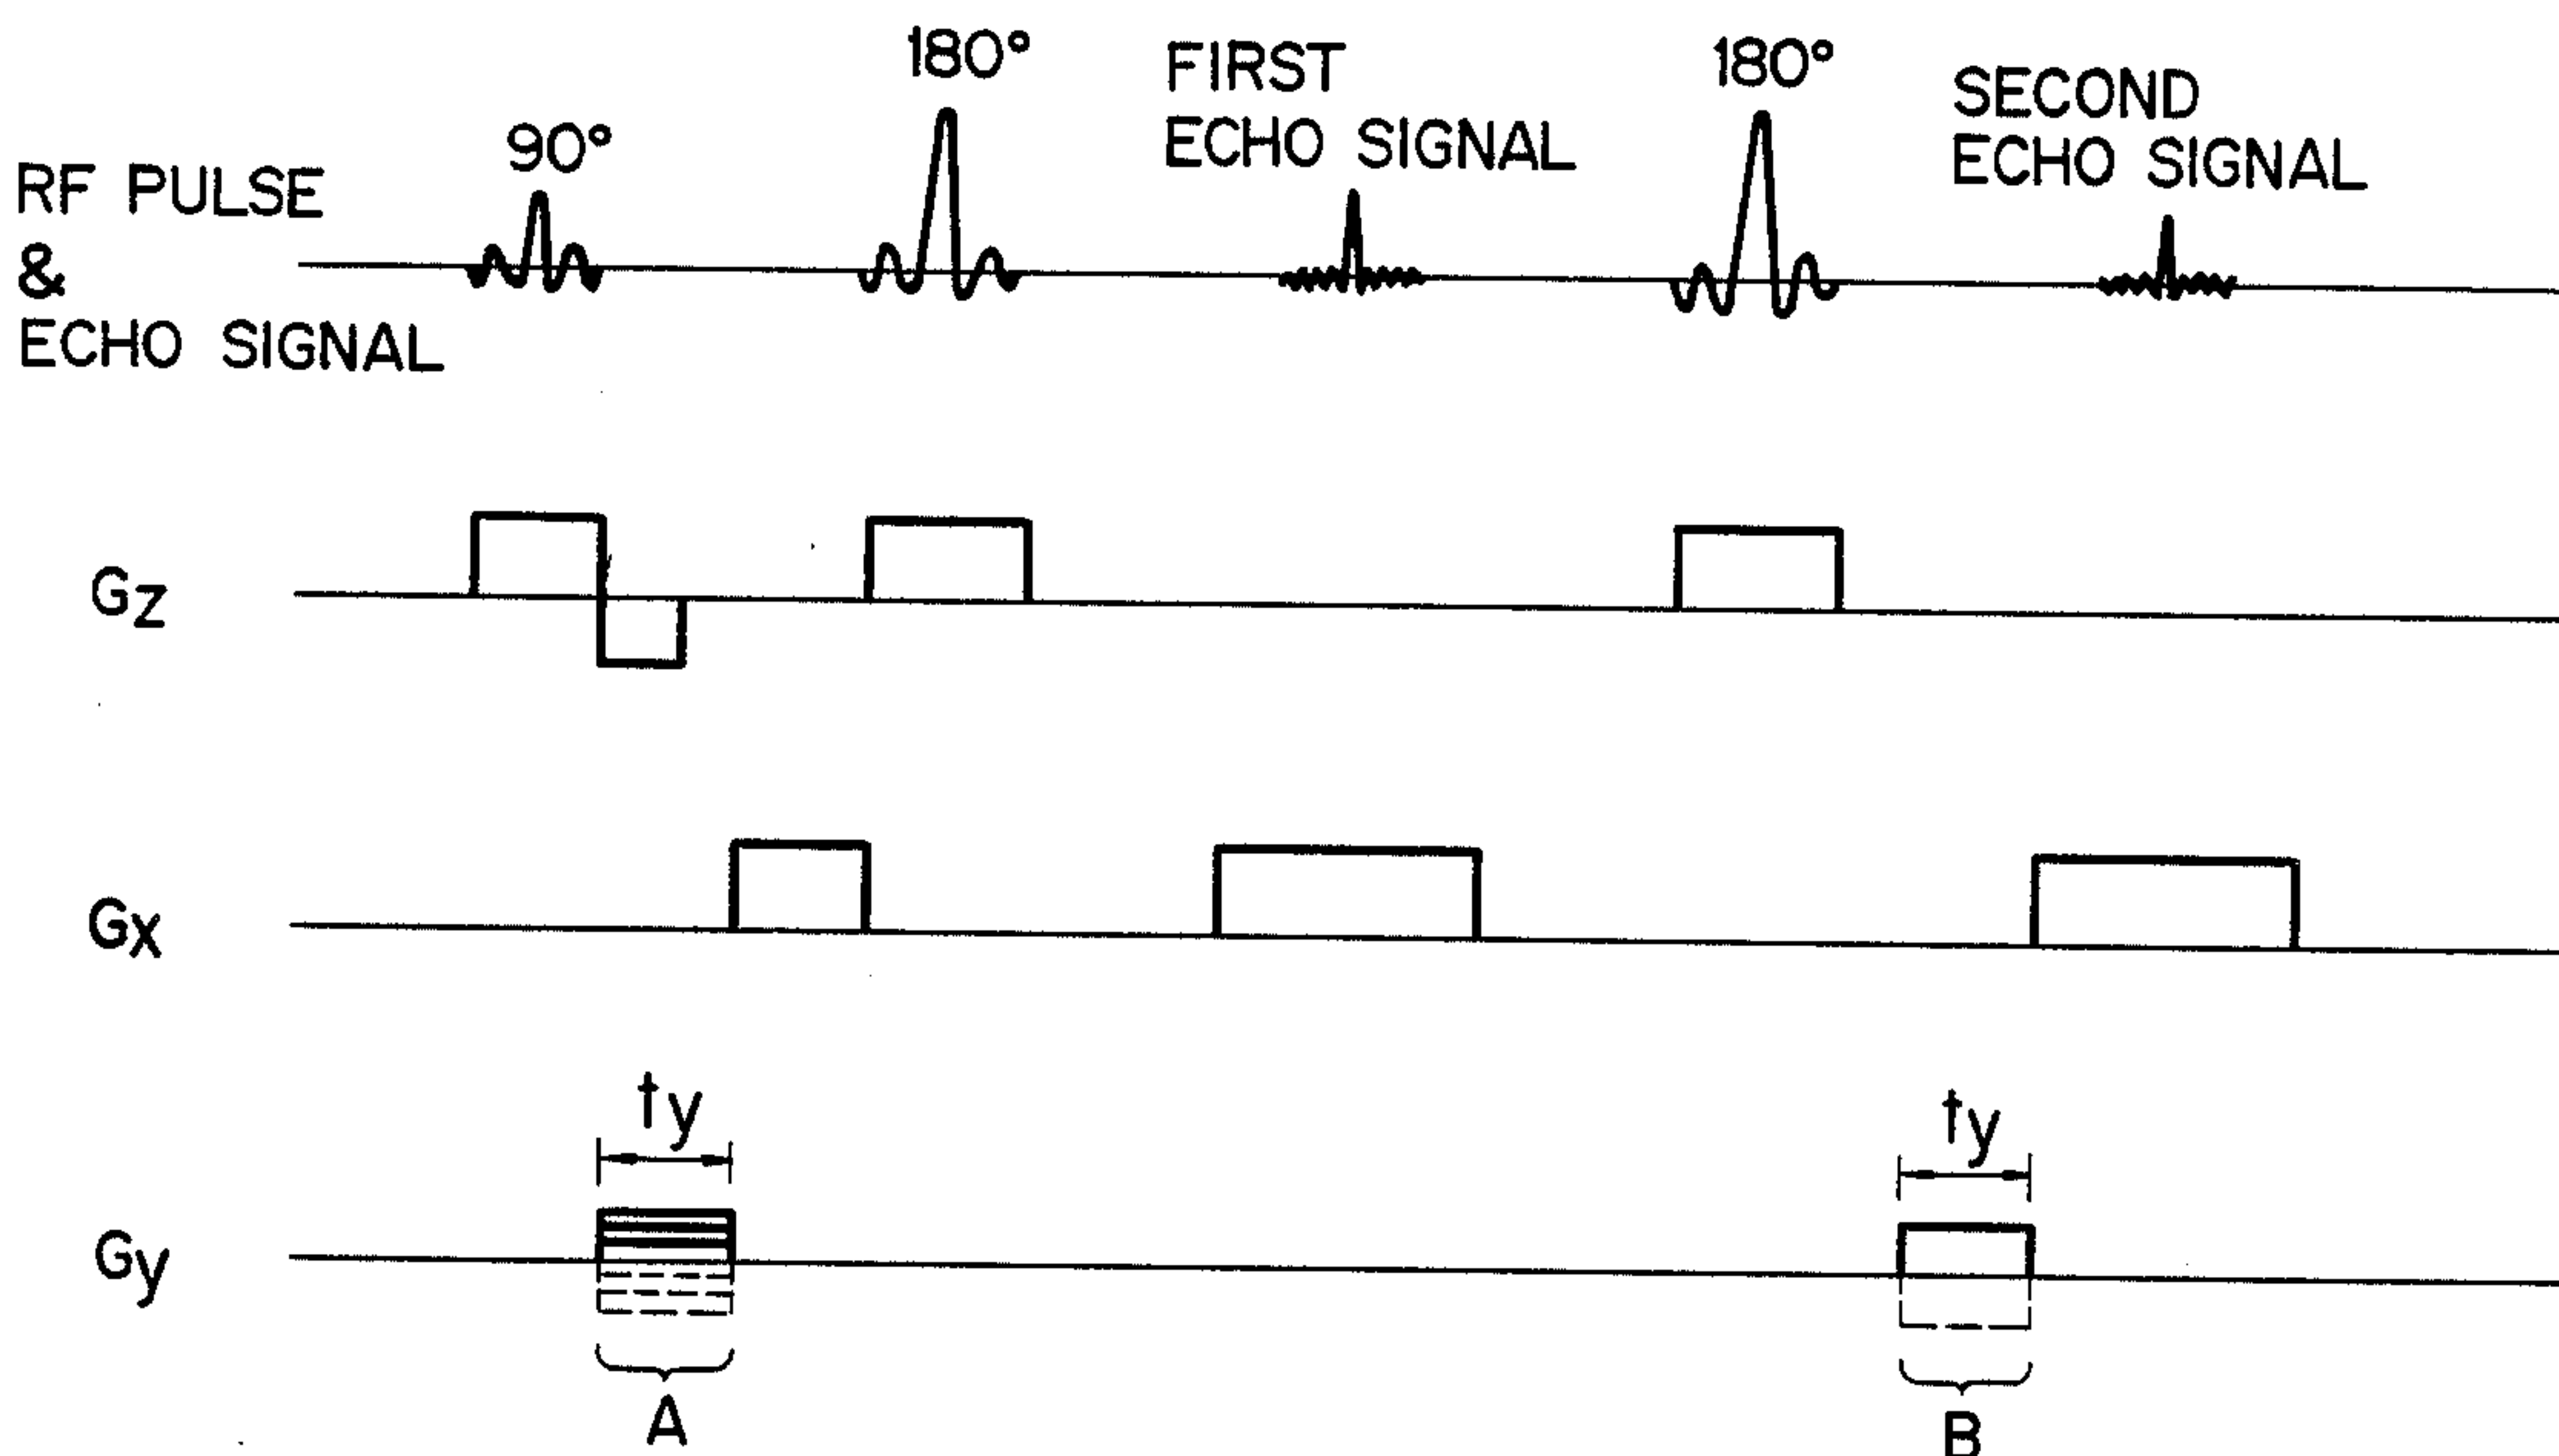 RF PULSE
&
ECHO SIGNAL
90°
180°
FIRST
ECHO SIGNAL
180°
SECOND
ECHO SIGNAL
Gz
Gx
Gy
ty
ty
A
B